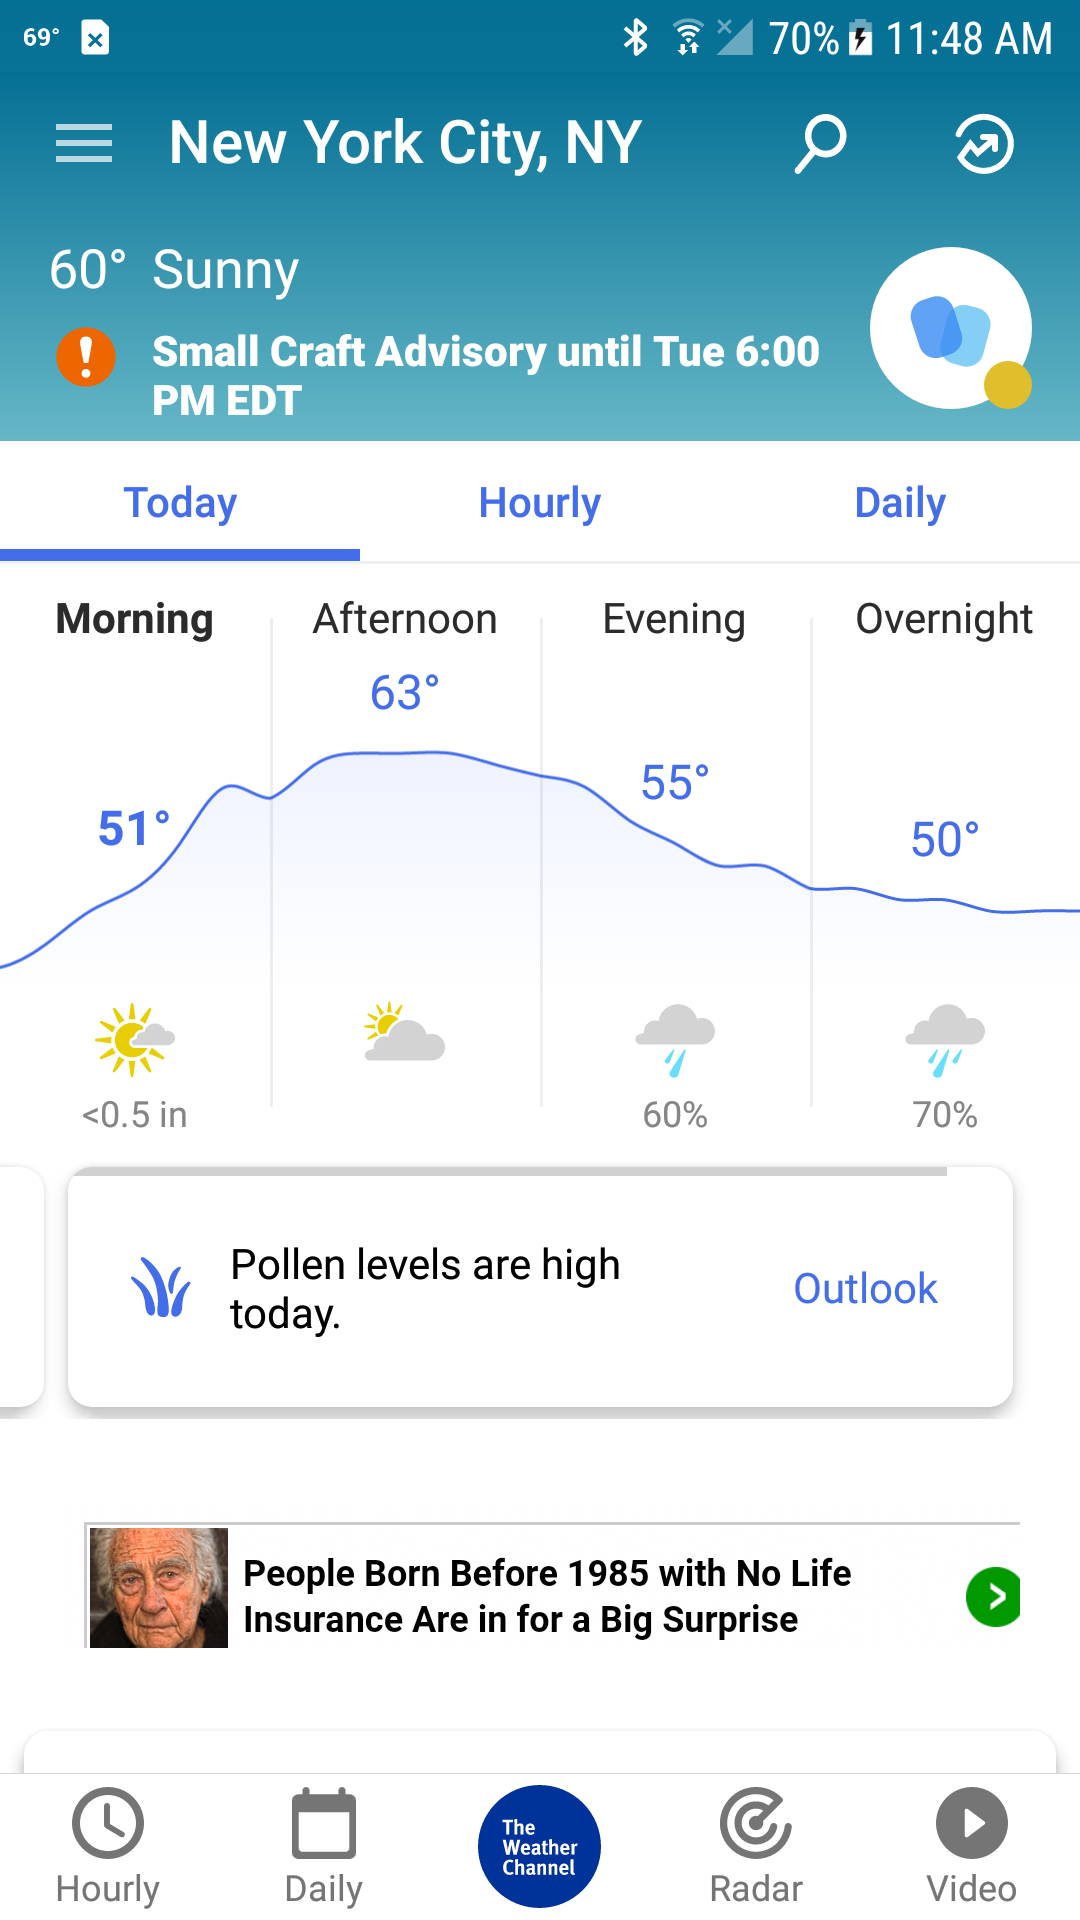 69°
70% 11:48 AM
New York City, NY
60° Sunny
Small Craft Advisory until Tue 6:00
PM EDT
Today Hourly Daily
Morning Afternoon Evening Overnight
51° 63° 55° 50°
<0.5 in 60% 70%
Pollen levels are high
today.
Outlook
People Born Before 1985 with No Life
Insurance Are in for a Big Surprise
The
Weather
Channel
Hourly Daily Radar Video